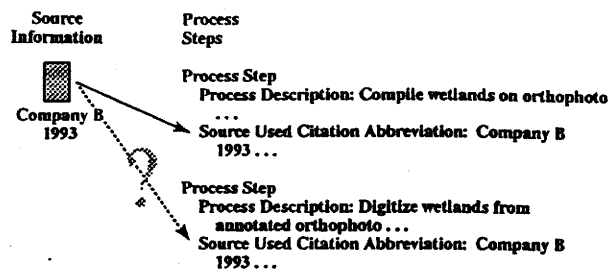 Source
Information
Process
Steps
Company B
1993
?
Process Step
Process Description: Compile wetlands on orthophoto
...
Source Used Citation Abbreviation: Company B
1993 ...
Process Step
Process Description: Digitize wetlands from
annotated orthophoto ...
Source Used Citation Abbreviation: Company B
1993 ...